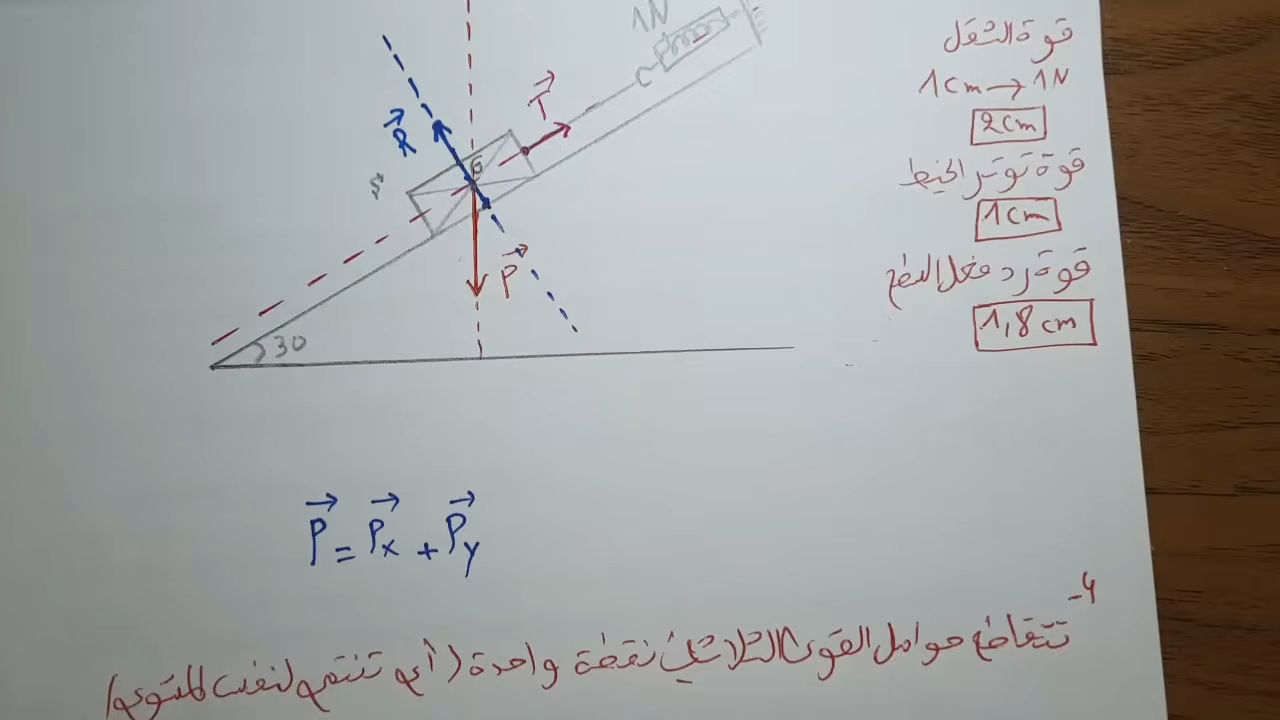 1N
قوة الثقل
1cm → 1N
2cm
T
R
G
قوة توتر الخيط
1cm
P
قوة رد فعل السطح
1,8 cm
30
P = Px + Py
4-
تتقاطع حوامل القوى الثلاث في نقطة واحدة (أي تنتمي لنفس المستوي)